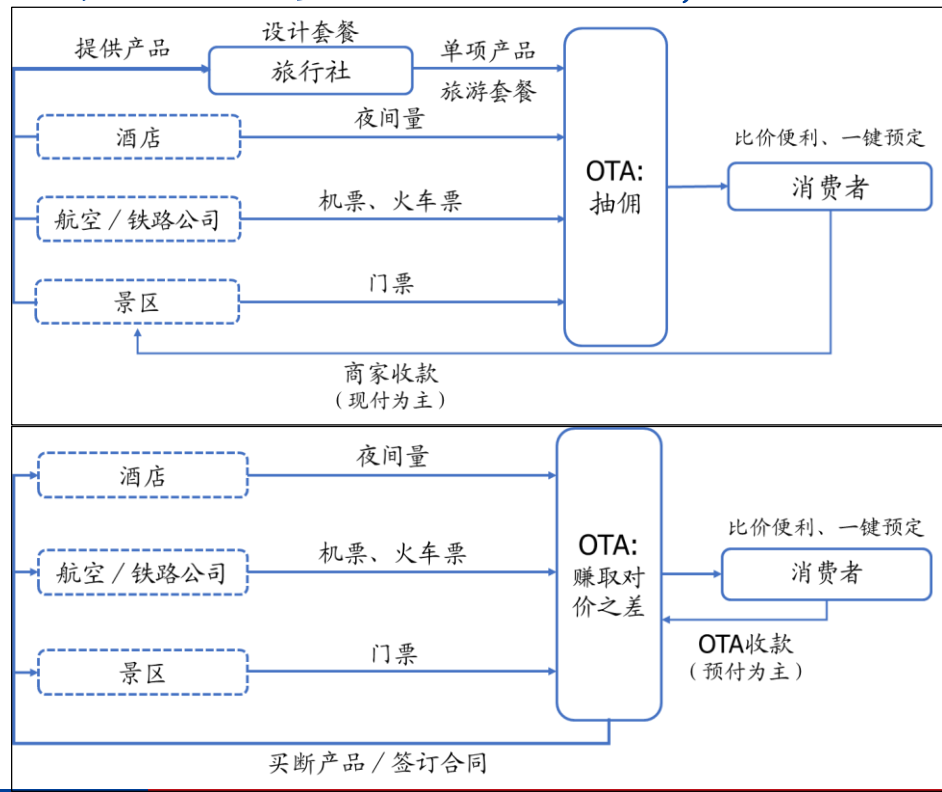 设计套餐
提供产品
旅行社
单项产品
旅游套餐
酒店
夜间量
航空/铁路公司
机票、火车票
景区
门票
OTA:
抽佣
比价便利、一键预定
消费者
商家收款
(现付为主)
酒店
夜间量
航空/铁路公司
机票、火车票
景区
门票
OTA:
赚取对
价之差
比价便利、一键预定
消费者
OTA收款
(预付为主)
买断产品/签订合同